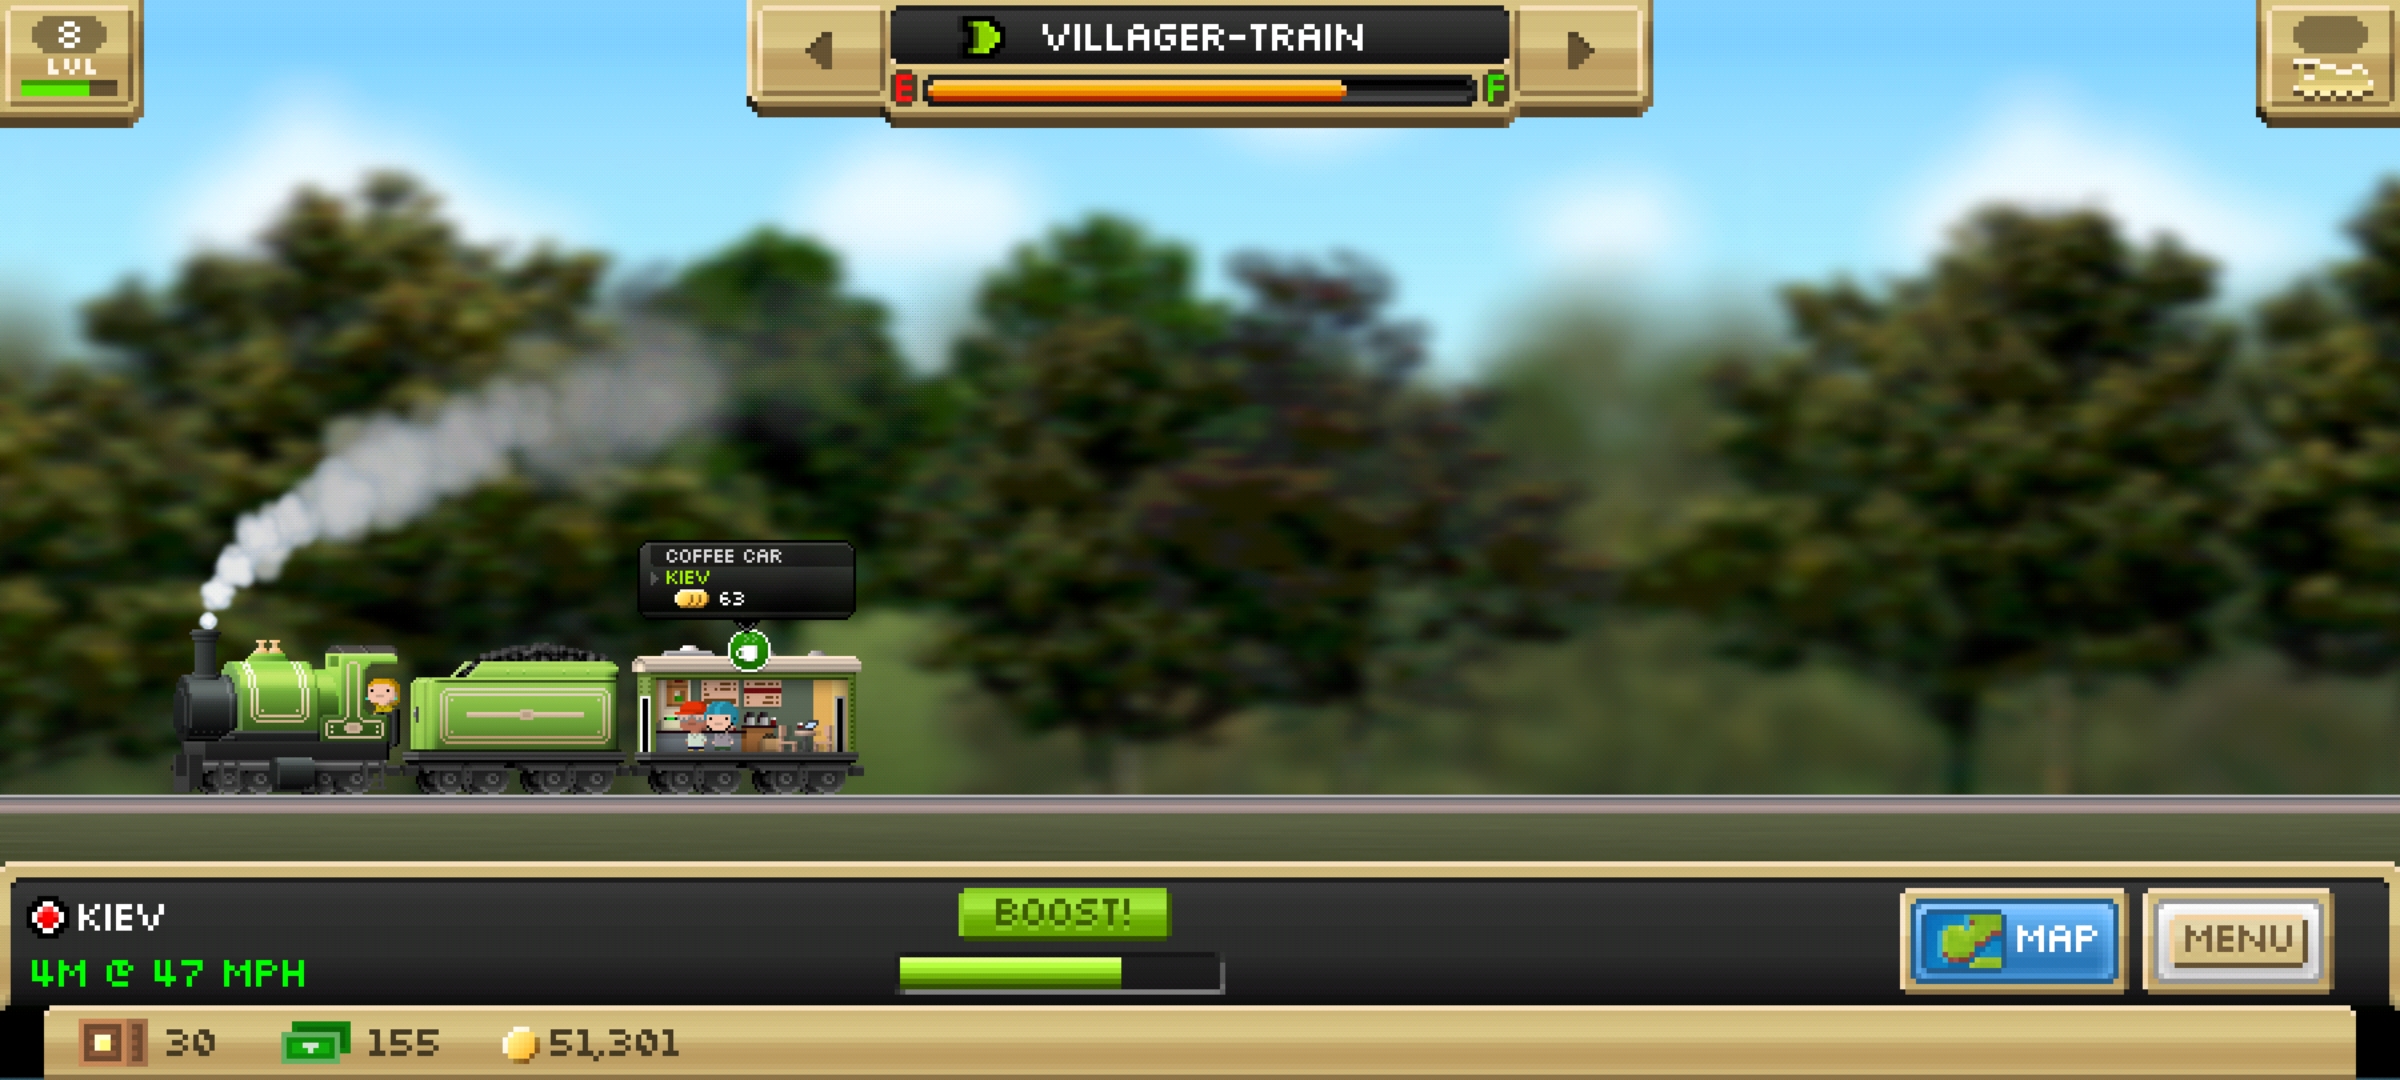 8
LVL
VILLAGER-TRAIN
E F
COFFEE CAR
KIEV
63
KIEV
4M @ 47 MPH
BOOST!
MAP
MENU
30
155
51,301